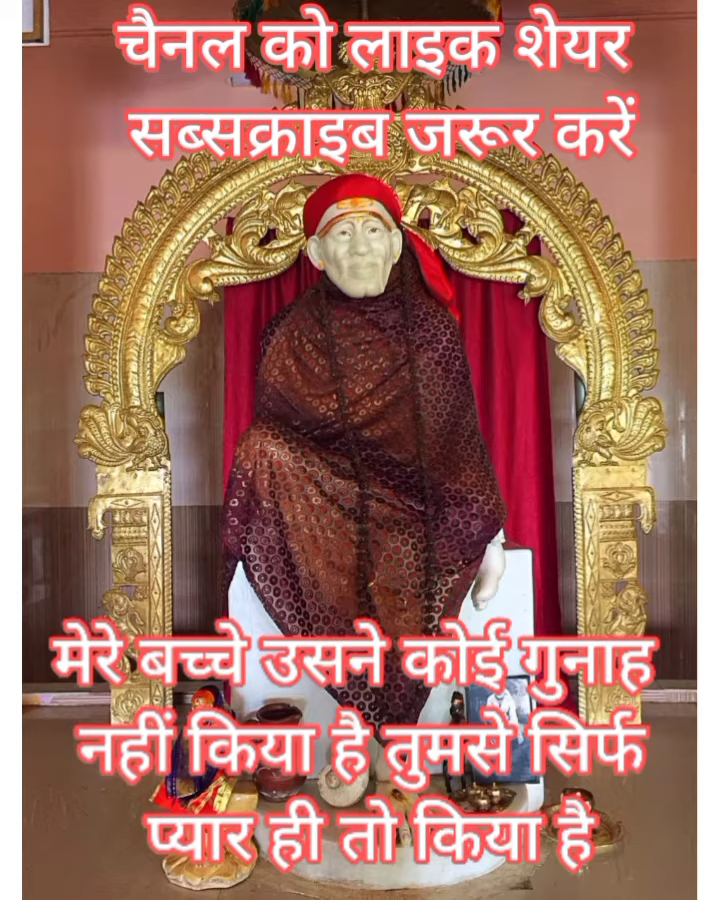 चैनल को लाइक शेयर
सब्सक्राइब जरूर करें
मेरे बच्चे उसने कोई गुनाह
नहीं किया है तुमसे सिर्फ
प्यार ही तो किया है